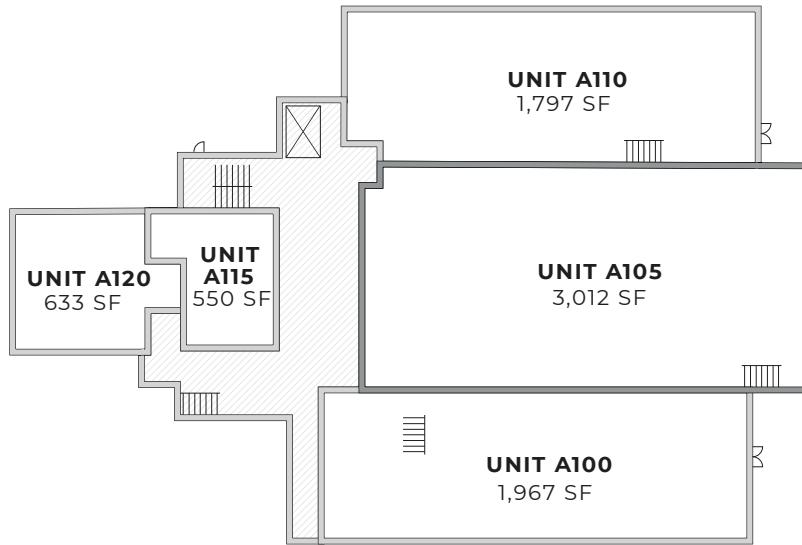 UNIT A110
1,797 SF
UNIT A105
3,012 SF
UNIT
A115
550 SF
UNIT A120
633 SF
UNIT A100
1,967 SF